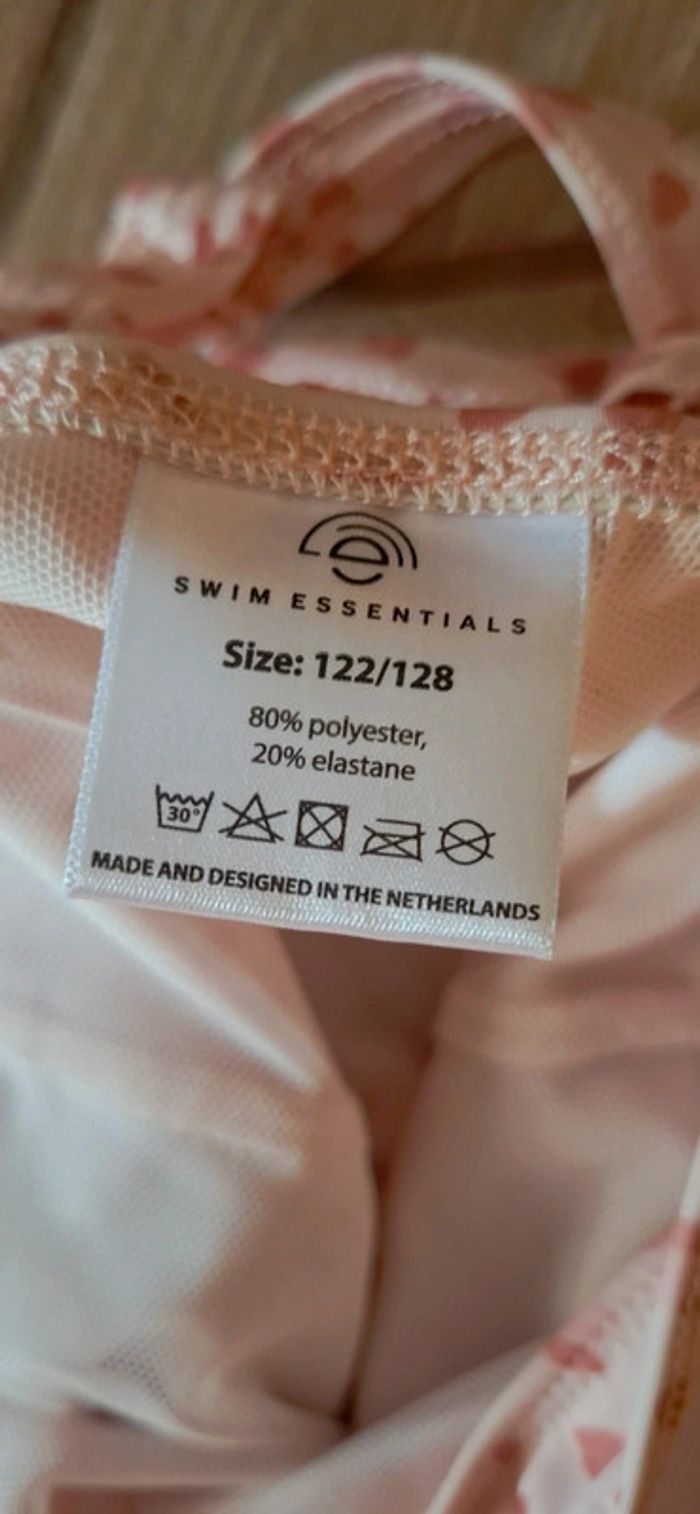 SWIM ESSENTIALS
Size: 122/128
80% polyester,
20% elastane
30°
MADE AND DESIGNED IN THE NETHERLANDS